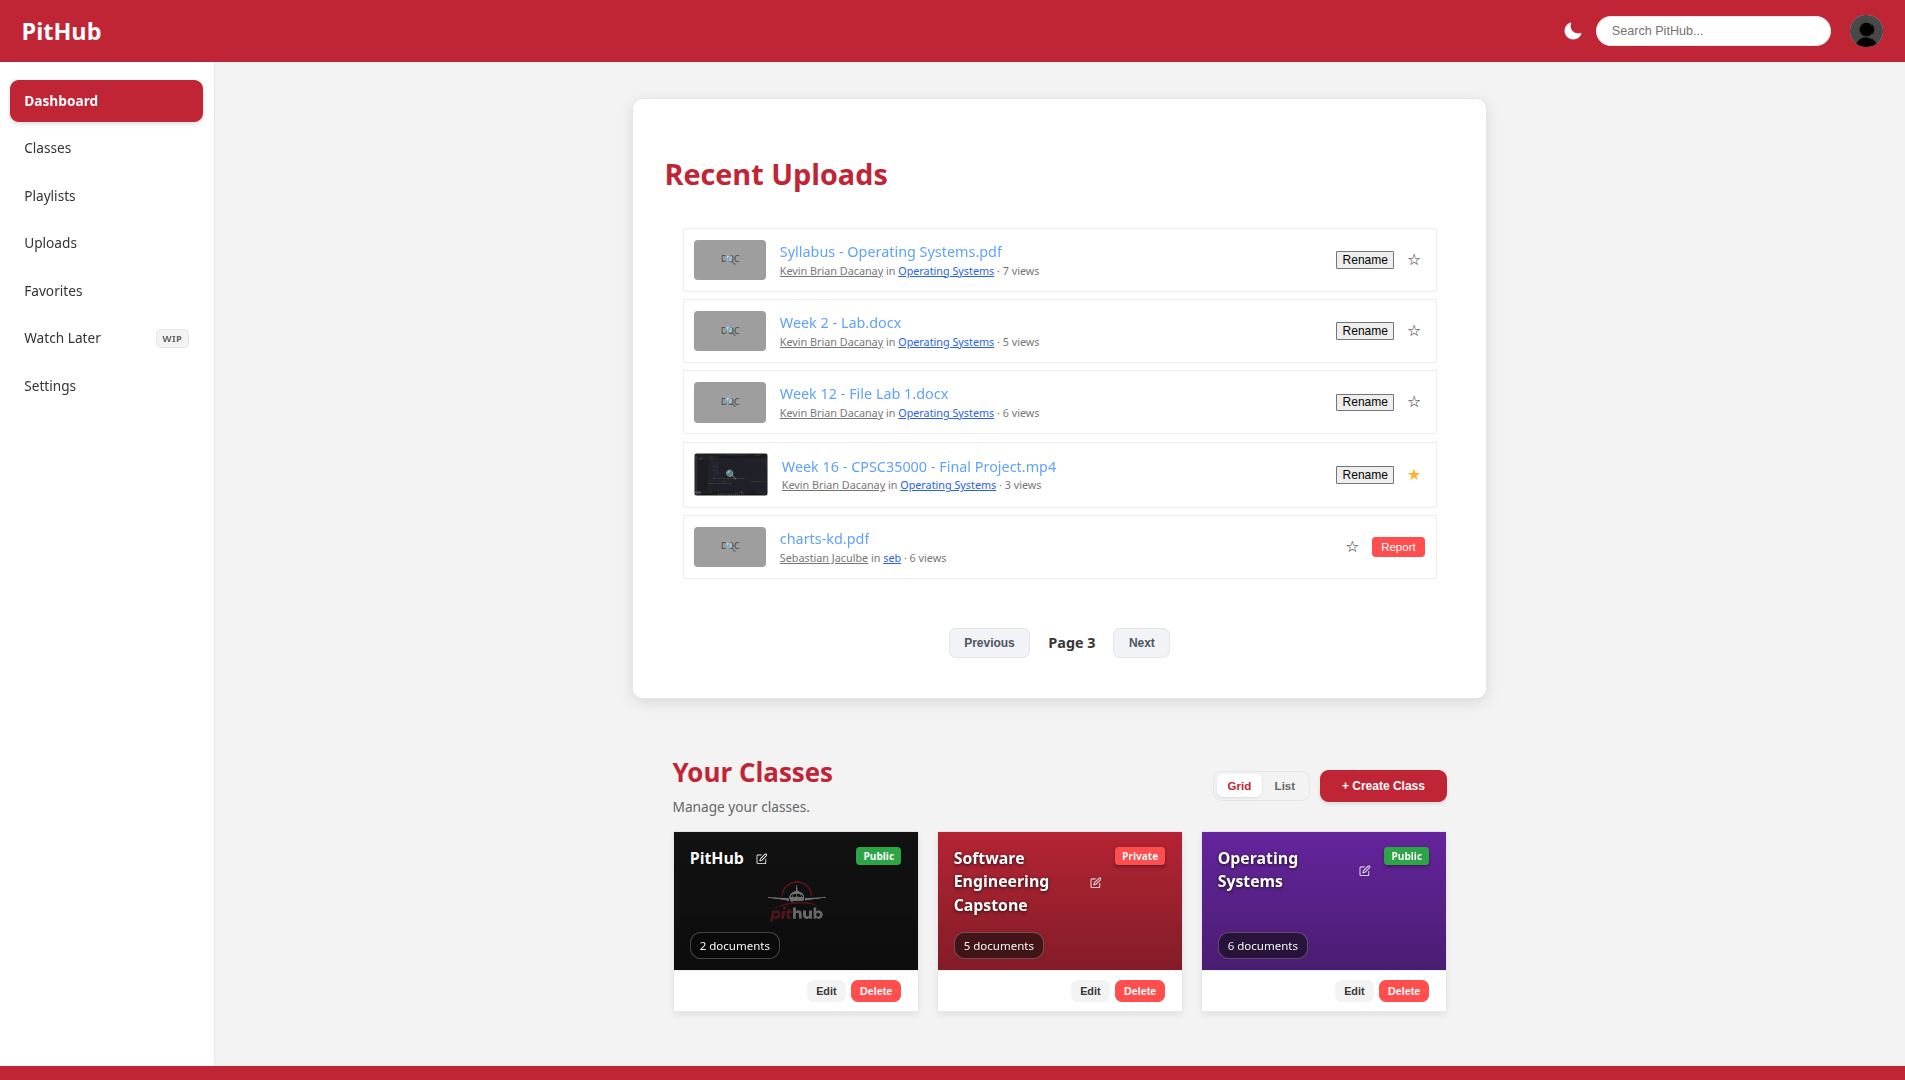 PitHub
Search PitHub...
Dashboard
Classes
Playlists
Uploads
Favorites
Watch Later WIP
Settings
Recent Uploads
Syllabus - Operating Systems.pdf
Kevin Brian Dacanay in Operating Systems · 7 views
Rename ☆
Week 2 - Lab.docx
Kevin Brian Dacanay in Operating Systems · 5 views
Rename ☆
Week 12 - File Lab 1.docx
Kevin Brian Dacanay in Operating Systems · 6 views
Rename ☆
Week 16 - CPSC35000 - Final Project.mp4
Kevin Brian Dacanay in Operating Systems · 3 views
Rename ★
charts-kd.pdf
Sebastian Jaculbe in seb · 6 views
☆ Report
Previous Page 3 Next
Your Classes
Manage your classes.
Grid List + Create Class
PitHub
Public
pithub
2 documents
Edit Delete
Software
Engineering
Capstone
Private
5 documents
Edit Delete
Operating
Systems
Public
6 documents
Edit Delete